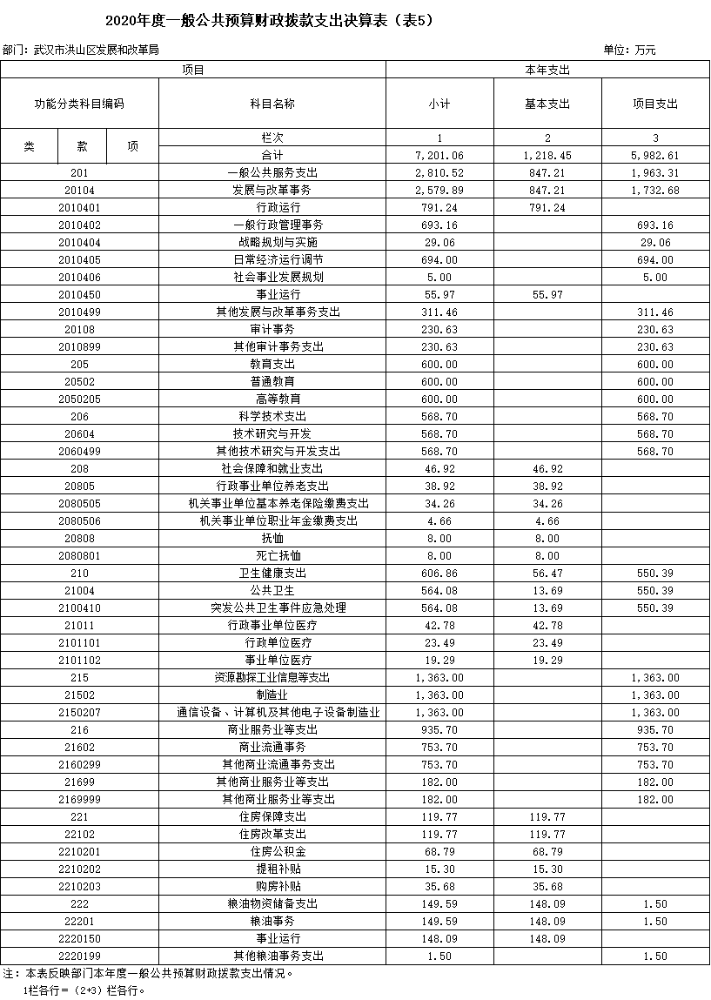 2020年度一般公共预算财政拨款支出决算表（表5）
部门：武汉市洪山区发展和改革局 单位：万元
项目 本年支出
功能分类科目编码 科目名称 小计 基本支出 项目支出
类 款 项 栏次 1 2 3
合计 7,201.06 1,218.45 5,982.61
201 一般公共服务支出 2,810.52 847.21 1,963.31
20104 发展与改革事务 2,579.89 847.21 1,732.68
2010401 行政运行 791.24 791.24
2010402 一般行政管理事务 693.16 693.16
2010404 战略规划与实施 29.06 29.06
2010405 日常经济运行调节 694.00 694.00
2010406 社会事业发展规划 5.00 5.00
2010450 事业运行 55.97 55.97
2010499 其他发展与改革事务支出 311.46 311.46
20108 审计事务 230.63 230.63
2010899 其他审计事务支出 230.63 230.63
205 教育支出 600.00 600.00
20502 普通教育 600.00 600.00
2050205 高等教育 600.00 600.00
206 科学技术支出 568.70 568.70
20604 技术研究与开发 568.70 568.70
2060499 其他技术研究与开发支出 568.70 568.70
208 社会保障和就业支出 46.92 46.92
20805 行政事业单位养老支出 38.92 38.92
2080505 机关事业单位基本养老保险缴费支出 34.26 34.26
2080506 机关事业单位职业年金缴费支出 4.66 4.66
20808 抚恤 8.00 8.00
2080801 死亡抚恤 8.00 8.00
210 卫生健康支出 606.86 56.47 550.39
21004 公共卫生 564.08 13.69 550.39
2100410 突发公共卫生事件应急处理 564.08 13.69 550.39
21011 行政事业单位医疗 42.78 42.78
2101101 行政单位医疗 23.49 23.49
2101102 事业单位医疗 19.29 19.29
215 资源勘探工业信息等支出 1,363.00 1,363.00
21502 制造业 1,363.00 1,363.00
2150207 通信设备、计算机及其他电子设备制造业 1,363.00 1,363.00
216 商业服务业等支出 935.70 935.70
21602 商业流通事务 753.70 753.70
2160299 其他商业流通事务支出 753.70 753.70
21699 其他商业服务业等支出 182.00 182.00
2169999 其他商业服务业等支出 182.00 182.00
221 住房保障支出 119.77 119.77
22102 住房改革支出 119.77 119.77
2210201 住房公积金 68.79 68.79
2210202 提租补贴 15.30 15.30
2210203 购房补贴 35.68 35.68
222 粮油物资储备支出 149.59 148.09 1.50
22201 粮油事务 149.59 148.09 1.50
2220150 事业运行 148.09 148.09
2220199 其他粮油事务支出 1.50 1.50
注：本表反映部门本年度一般公共预算财政拨款支出情况。
1栏各行＝（2+3）栏各行。